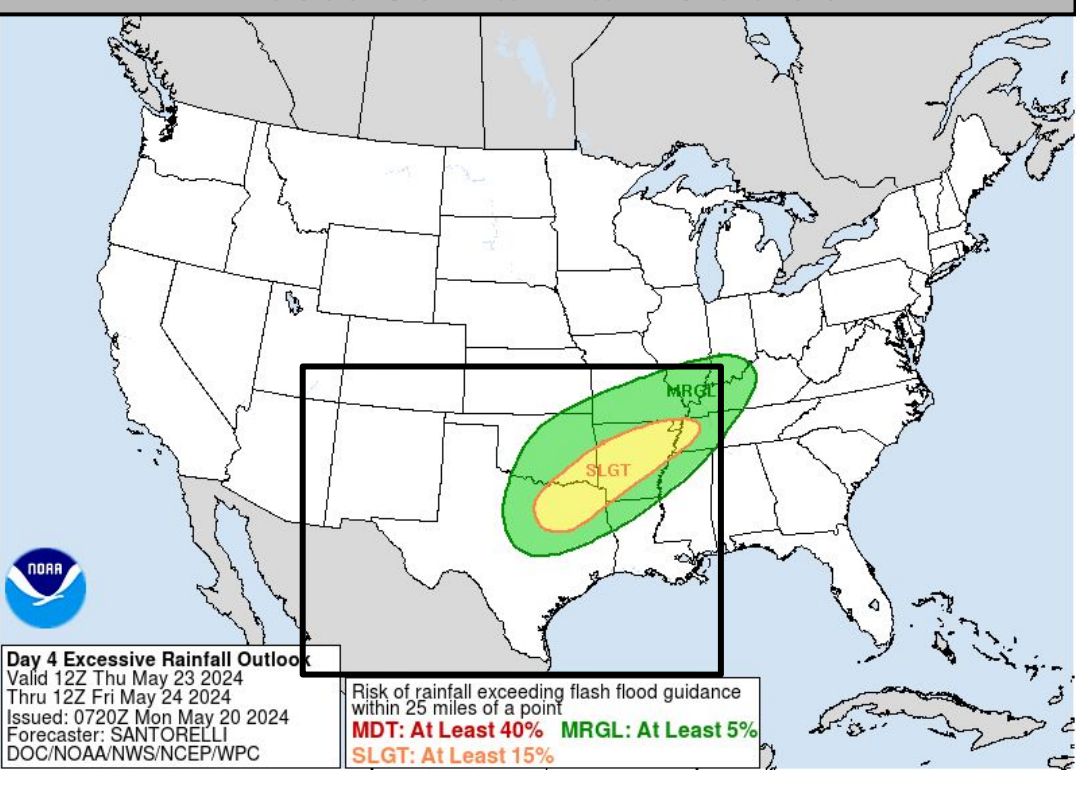 MRGL
SLGT
NOAA
Day 4 Excessive Rainfall Outlook
Valid 12Z Thu May 23 2024
Thru 12Z Fri May 24 2024
Issued: 0720Z Mon May 20 2024
Forecaster: SANTORELLI
DOC/NOAA/NWS/NCEP/WPC
Risk of rainfall exceeding flash flood guidance
within 25 miles of a point
MDT: At Least 40% MRGL: At Least 5%
SLGT: At Least 15%